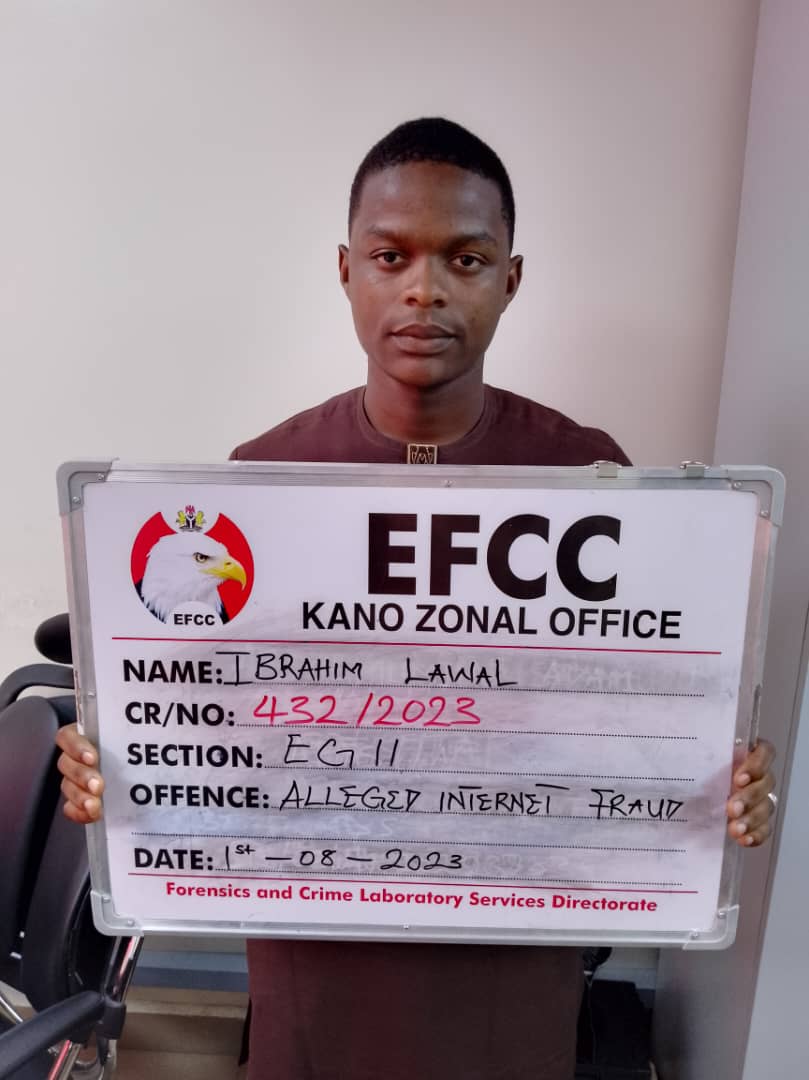 EFCC
EFCC
KANO ZONAL OFFICE
NAME: IBRAHIM LAWAL
CR/NO: 432/2023
SECTION: EG II
OFFENCE: ALLEGED INTERNET FRAUD
DATE: 1st - 08 - 2023
Forensics and Crime Laboratory Services Directorate